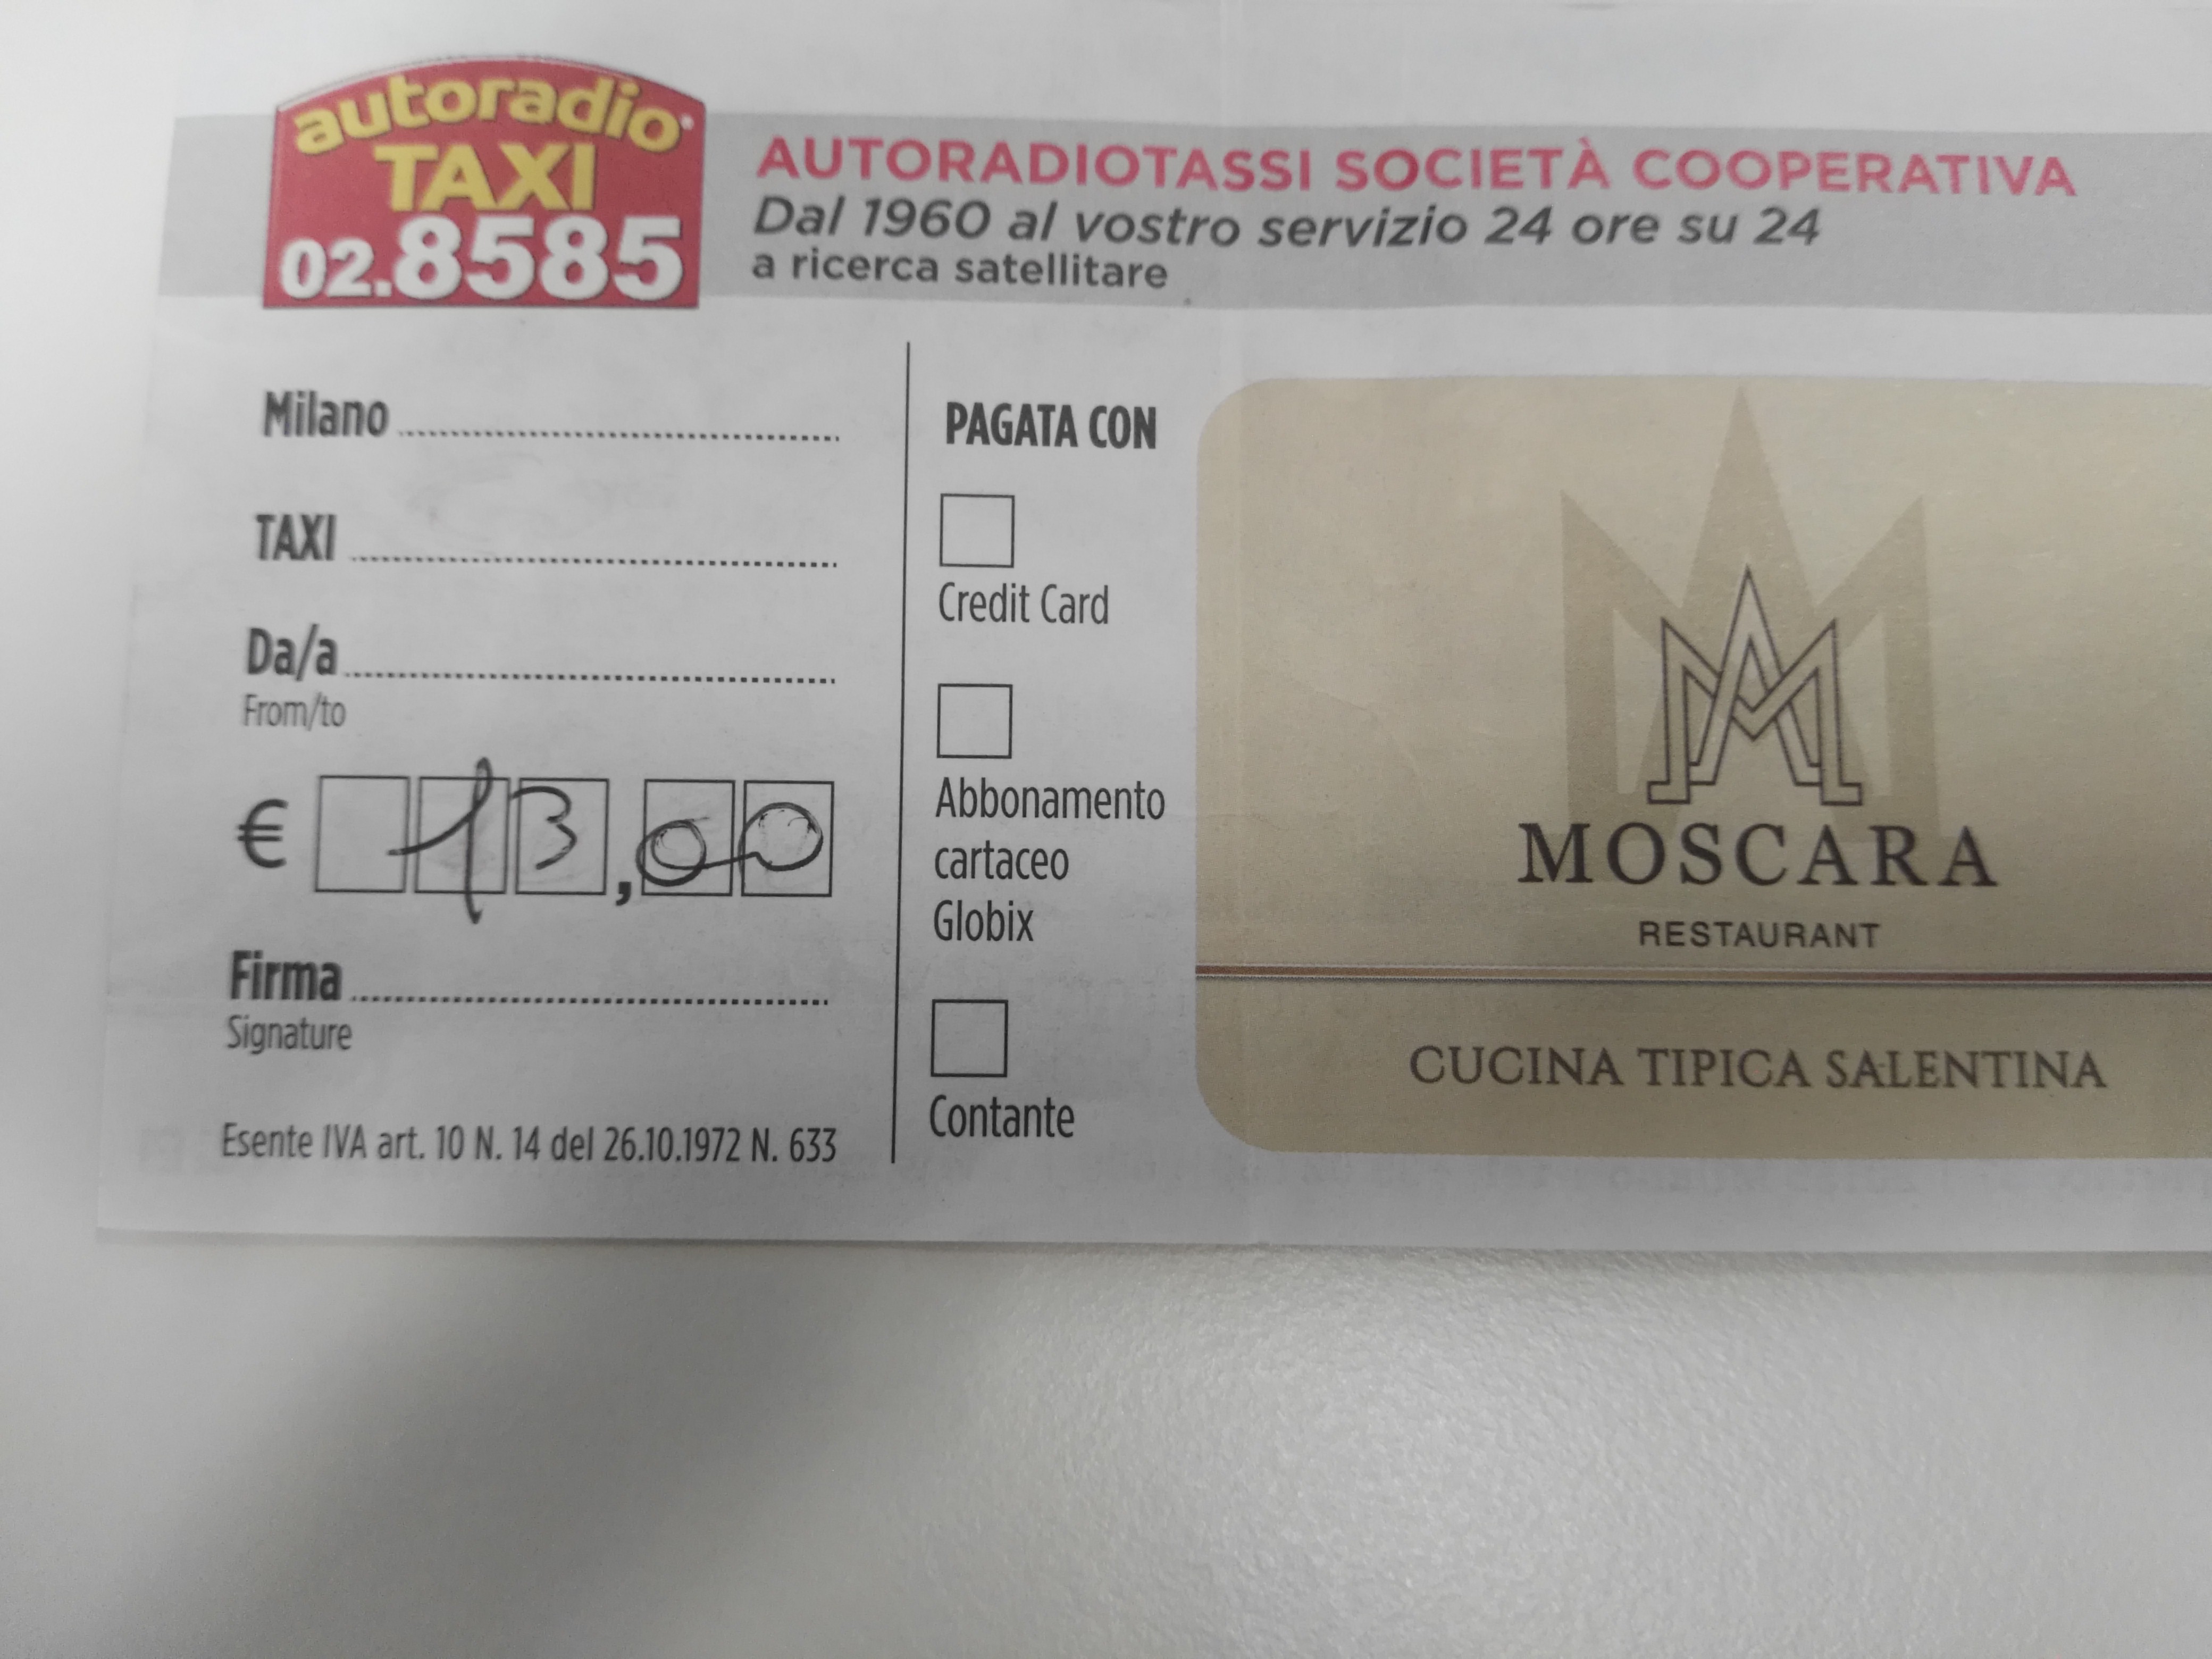 autoradio
TAXI
02.8585
AUTORADIOTASSI SOCIETÀ COOPERATIVA
Dal 1960 al vostro servizio 24 ore su 24
a ricerca satellitare
Milano
TAXI
Da/a
From/to
€ 13,00
Firma
Signature
Esente IVA art. 10 N. 14 del 26.10.1972 N. 633
PAGATA CON
Credit Card
Abbonamento
cartaceo
Globix
Contante
MOSCARA
RESTAURANT
CUCINA TIPICA SALENTINA